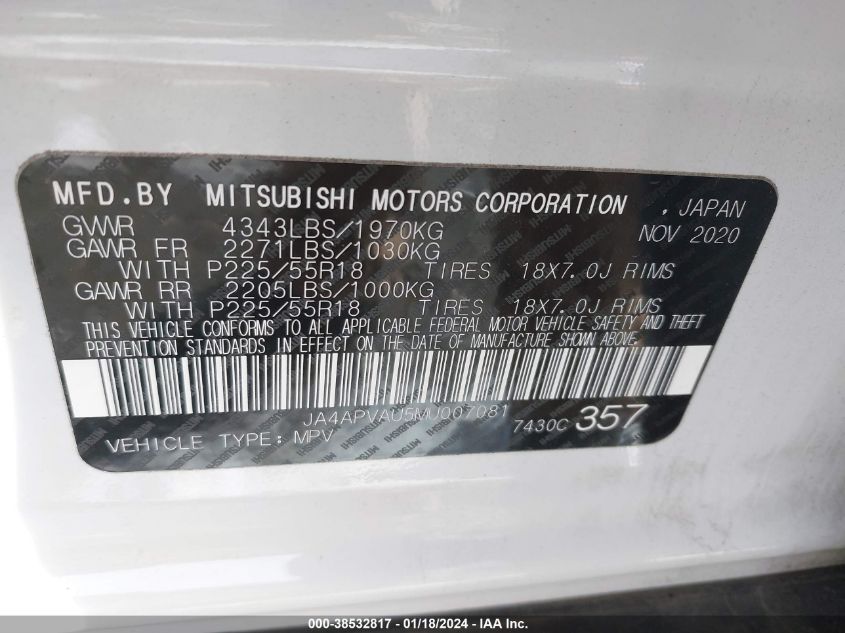 MFD.BY MITSUBISHI MOTORS CORPORATION , JAPAN
GVWR 4343LBS/1970KG NOV 2020
GAWR FR 2271LBS/1030KG
WITH P225/55R18 TIRES 18X7.0J RIMS
GAWR RR 2205LBS/1000KG
WITH P225/55R18 TIRES 18X7.0J RIMS
THIS VEHICLE CONFORMS TO ALL APPLICABLE FEDERAL MOTOR VEHICLE SAFETY AND THEFT
PREVENTION STANDARDS IN EFFECT ON THE DATE OF MANUFACTURE SHOWN ABOVE.
JA4APVAU5MU007081
VEHICLE TYPE: MPV 7430C 357
000-38532817 - 01/18/2024 - IAA Inc.